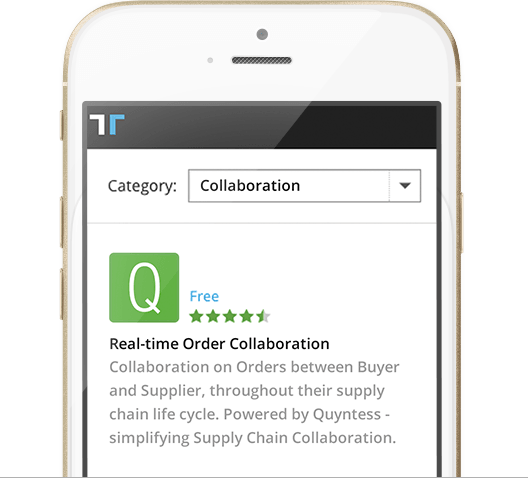 Category: Collaboration
Q
Free
Real-time Order Collaboration
Collaboration on Orders between Buyer
and Supplier, throughout their supply
chain life cycle. Powered by Quyntess -
simplifying Supply Chain Collaboration.